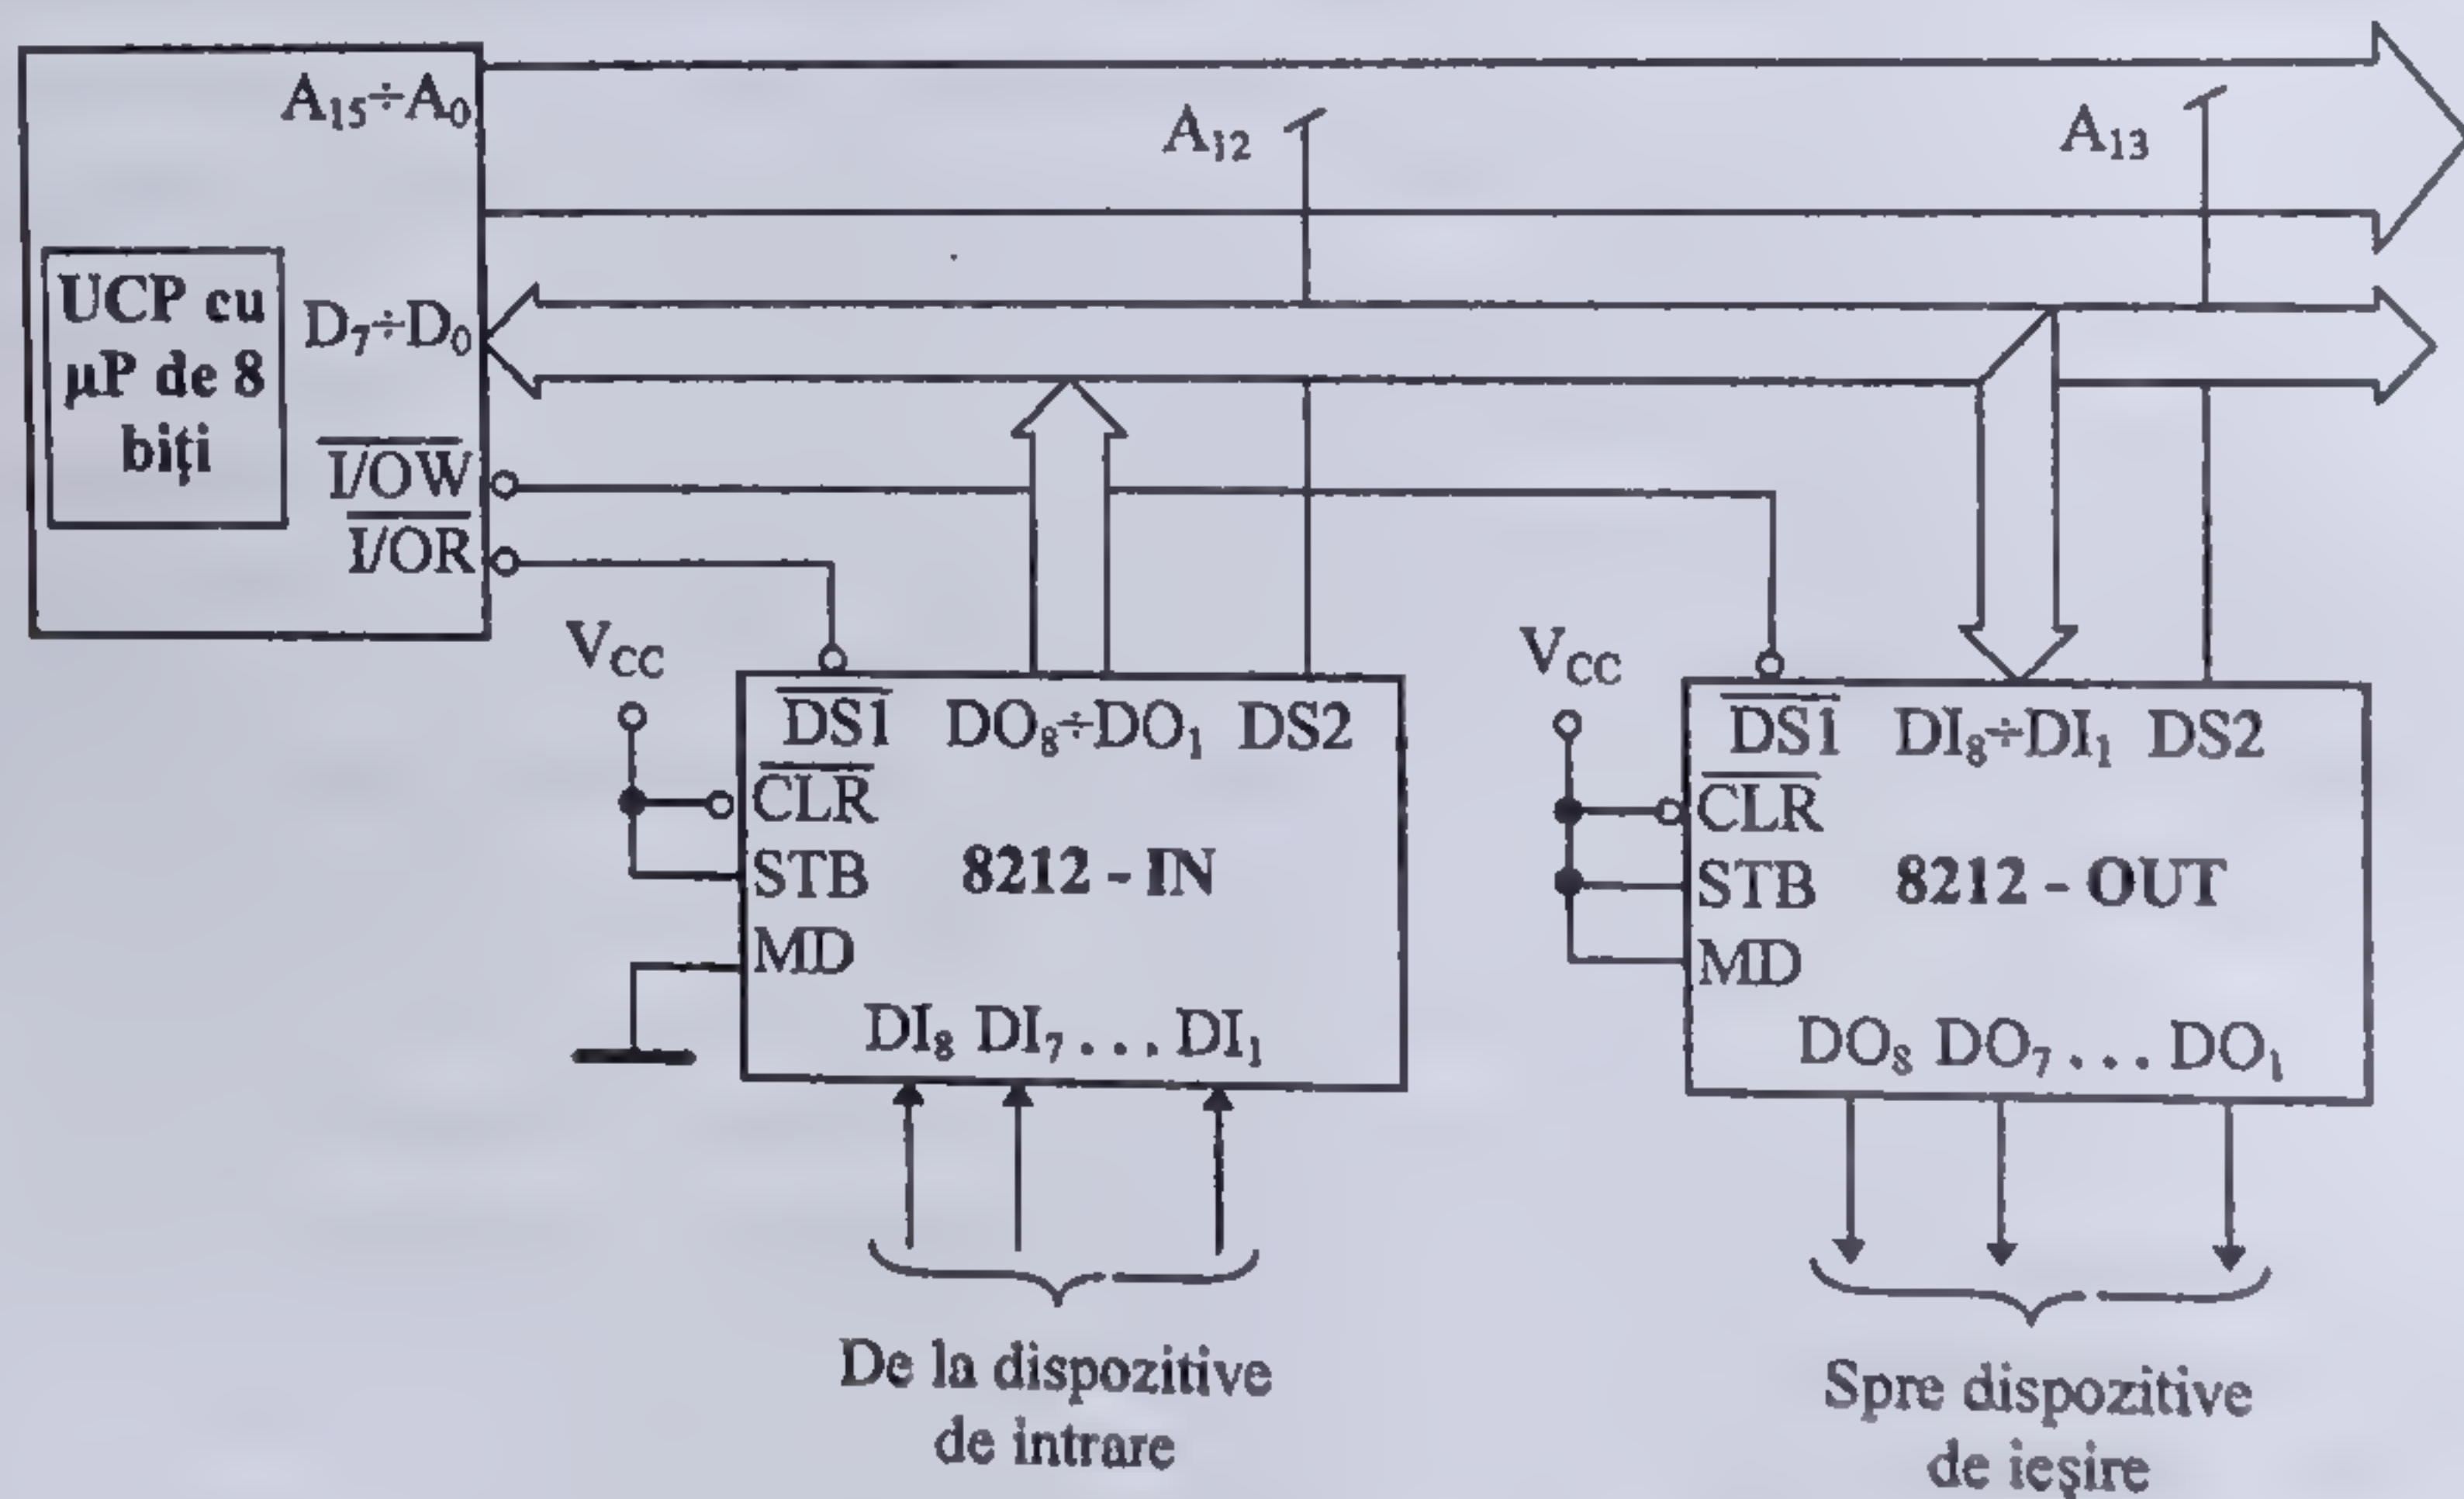 A₁₅÷A₀
A₁₂
A₁₃
UCP cu
µP de 8
biţi
D₇÷D₀
I/OW
I/OR
V_CC
DS1 DO₈÷DO₁ DS2
CLR
STB 8212 - IN
MD
DI₈ DI₇ . . . DI₁
De la dispozitive
de intrare
V_CC
DS1 DI₈÷DI₁ DS2
CLR
STB 8212 - OUT
MD
DO₈ DO₇ . . . DO₁
Spre dispozitive
de ieşire